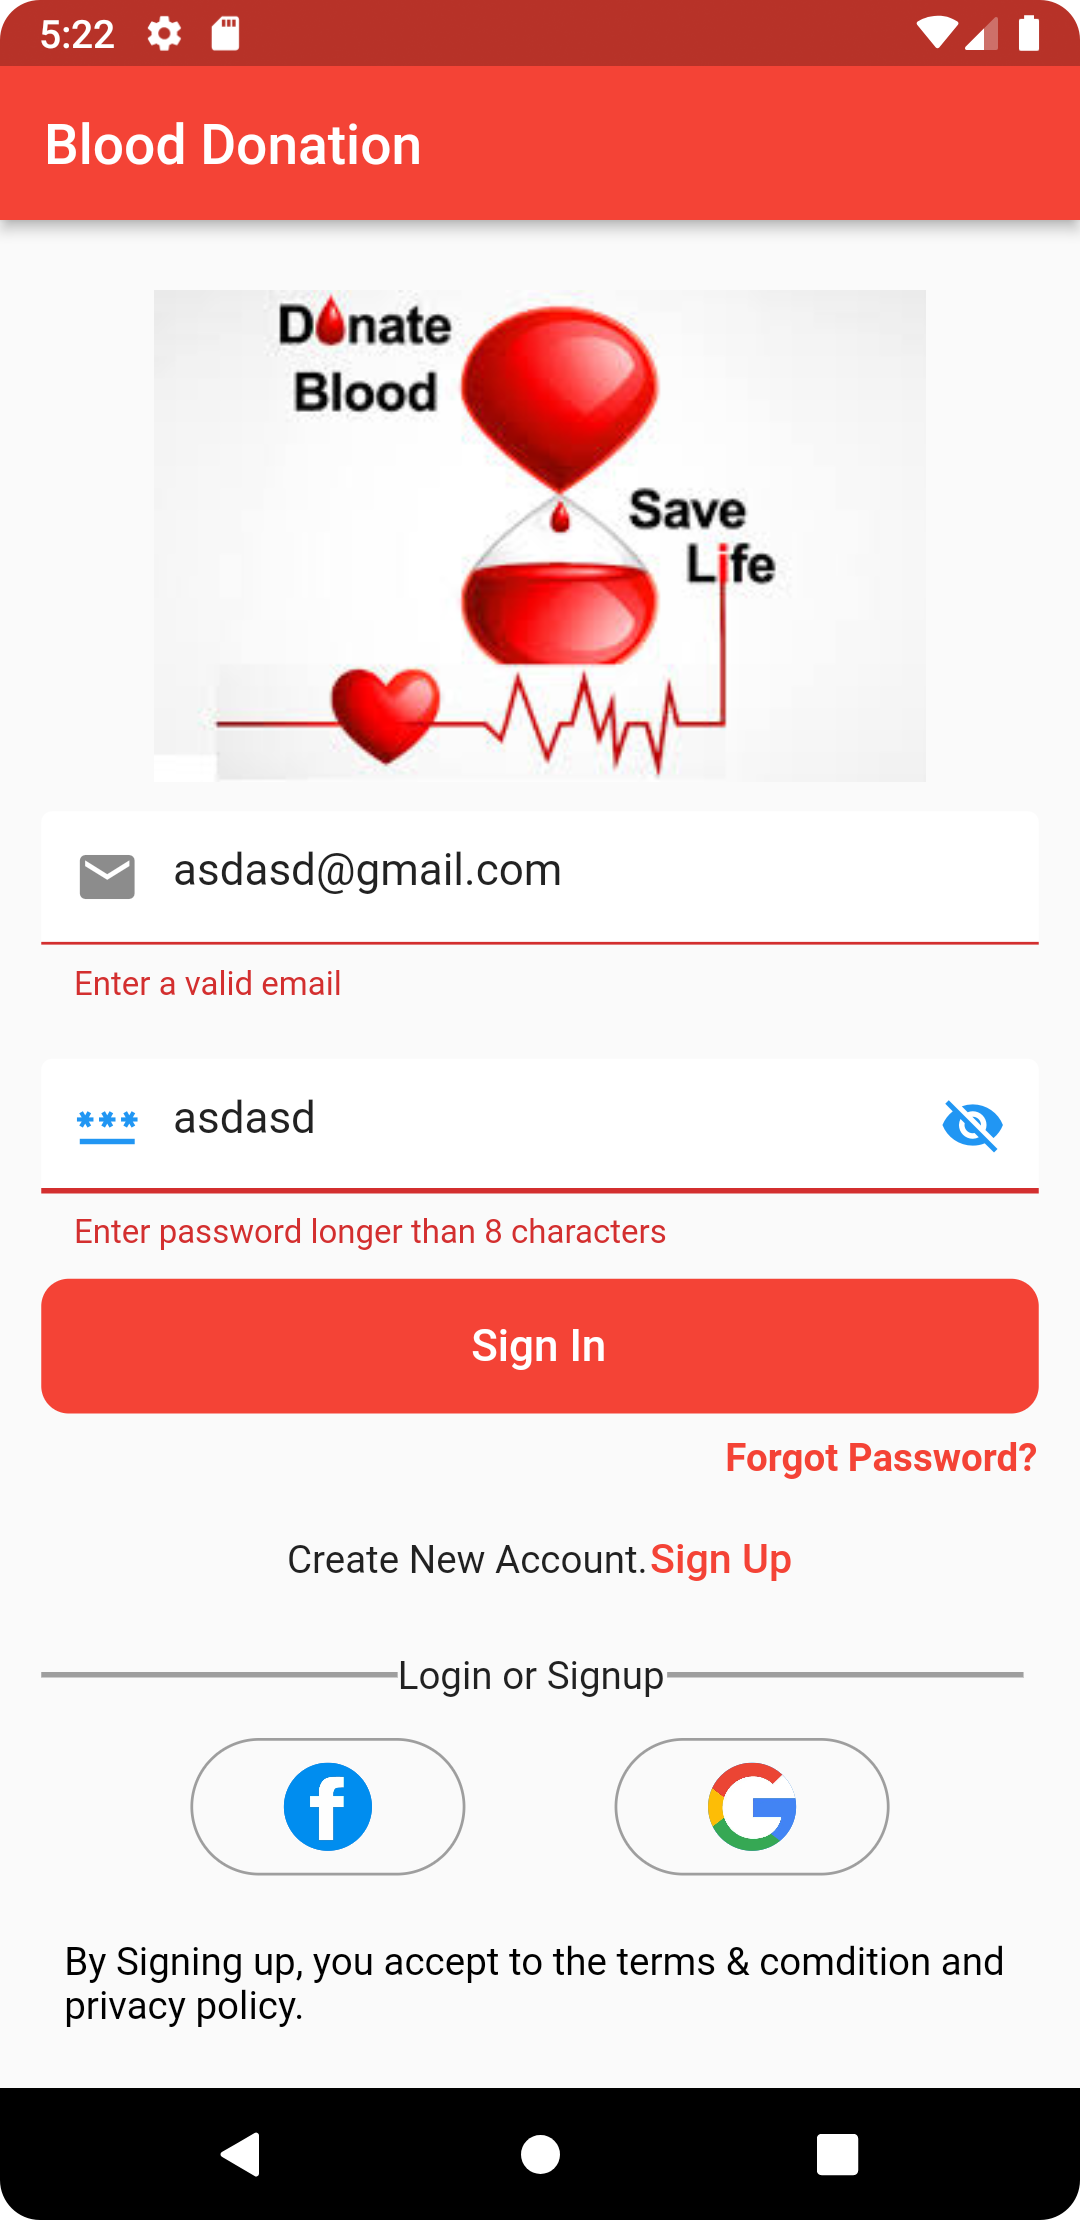 5:22
Blood Donation
Donate
Blood
Save
Life
asdasd@gmail.com
Enter a valid email
*** asdasd
Enter password longer than 8 characters
Sign In
Forgot Password?
Create New Account. Sign Up
Login or Signup
By Signing up, you accept to the terms & comdition and
privacy policy.